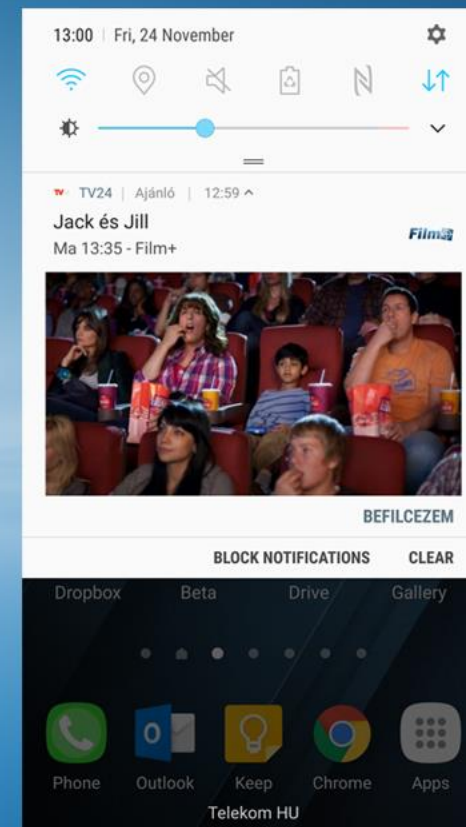 13:00 | Fri, 24 November
TV TV24 | Ajánló | 12:59
Jack és Jill
Film+
Ma 13:35 - Film+
BEFILCEZEM
BLOCK NOTIFICATIONS CLEAR
Dropbox Beta Drive Gallery
Phone Outlook Keep Chrome Apps
Telekom HU